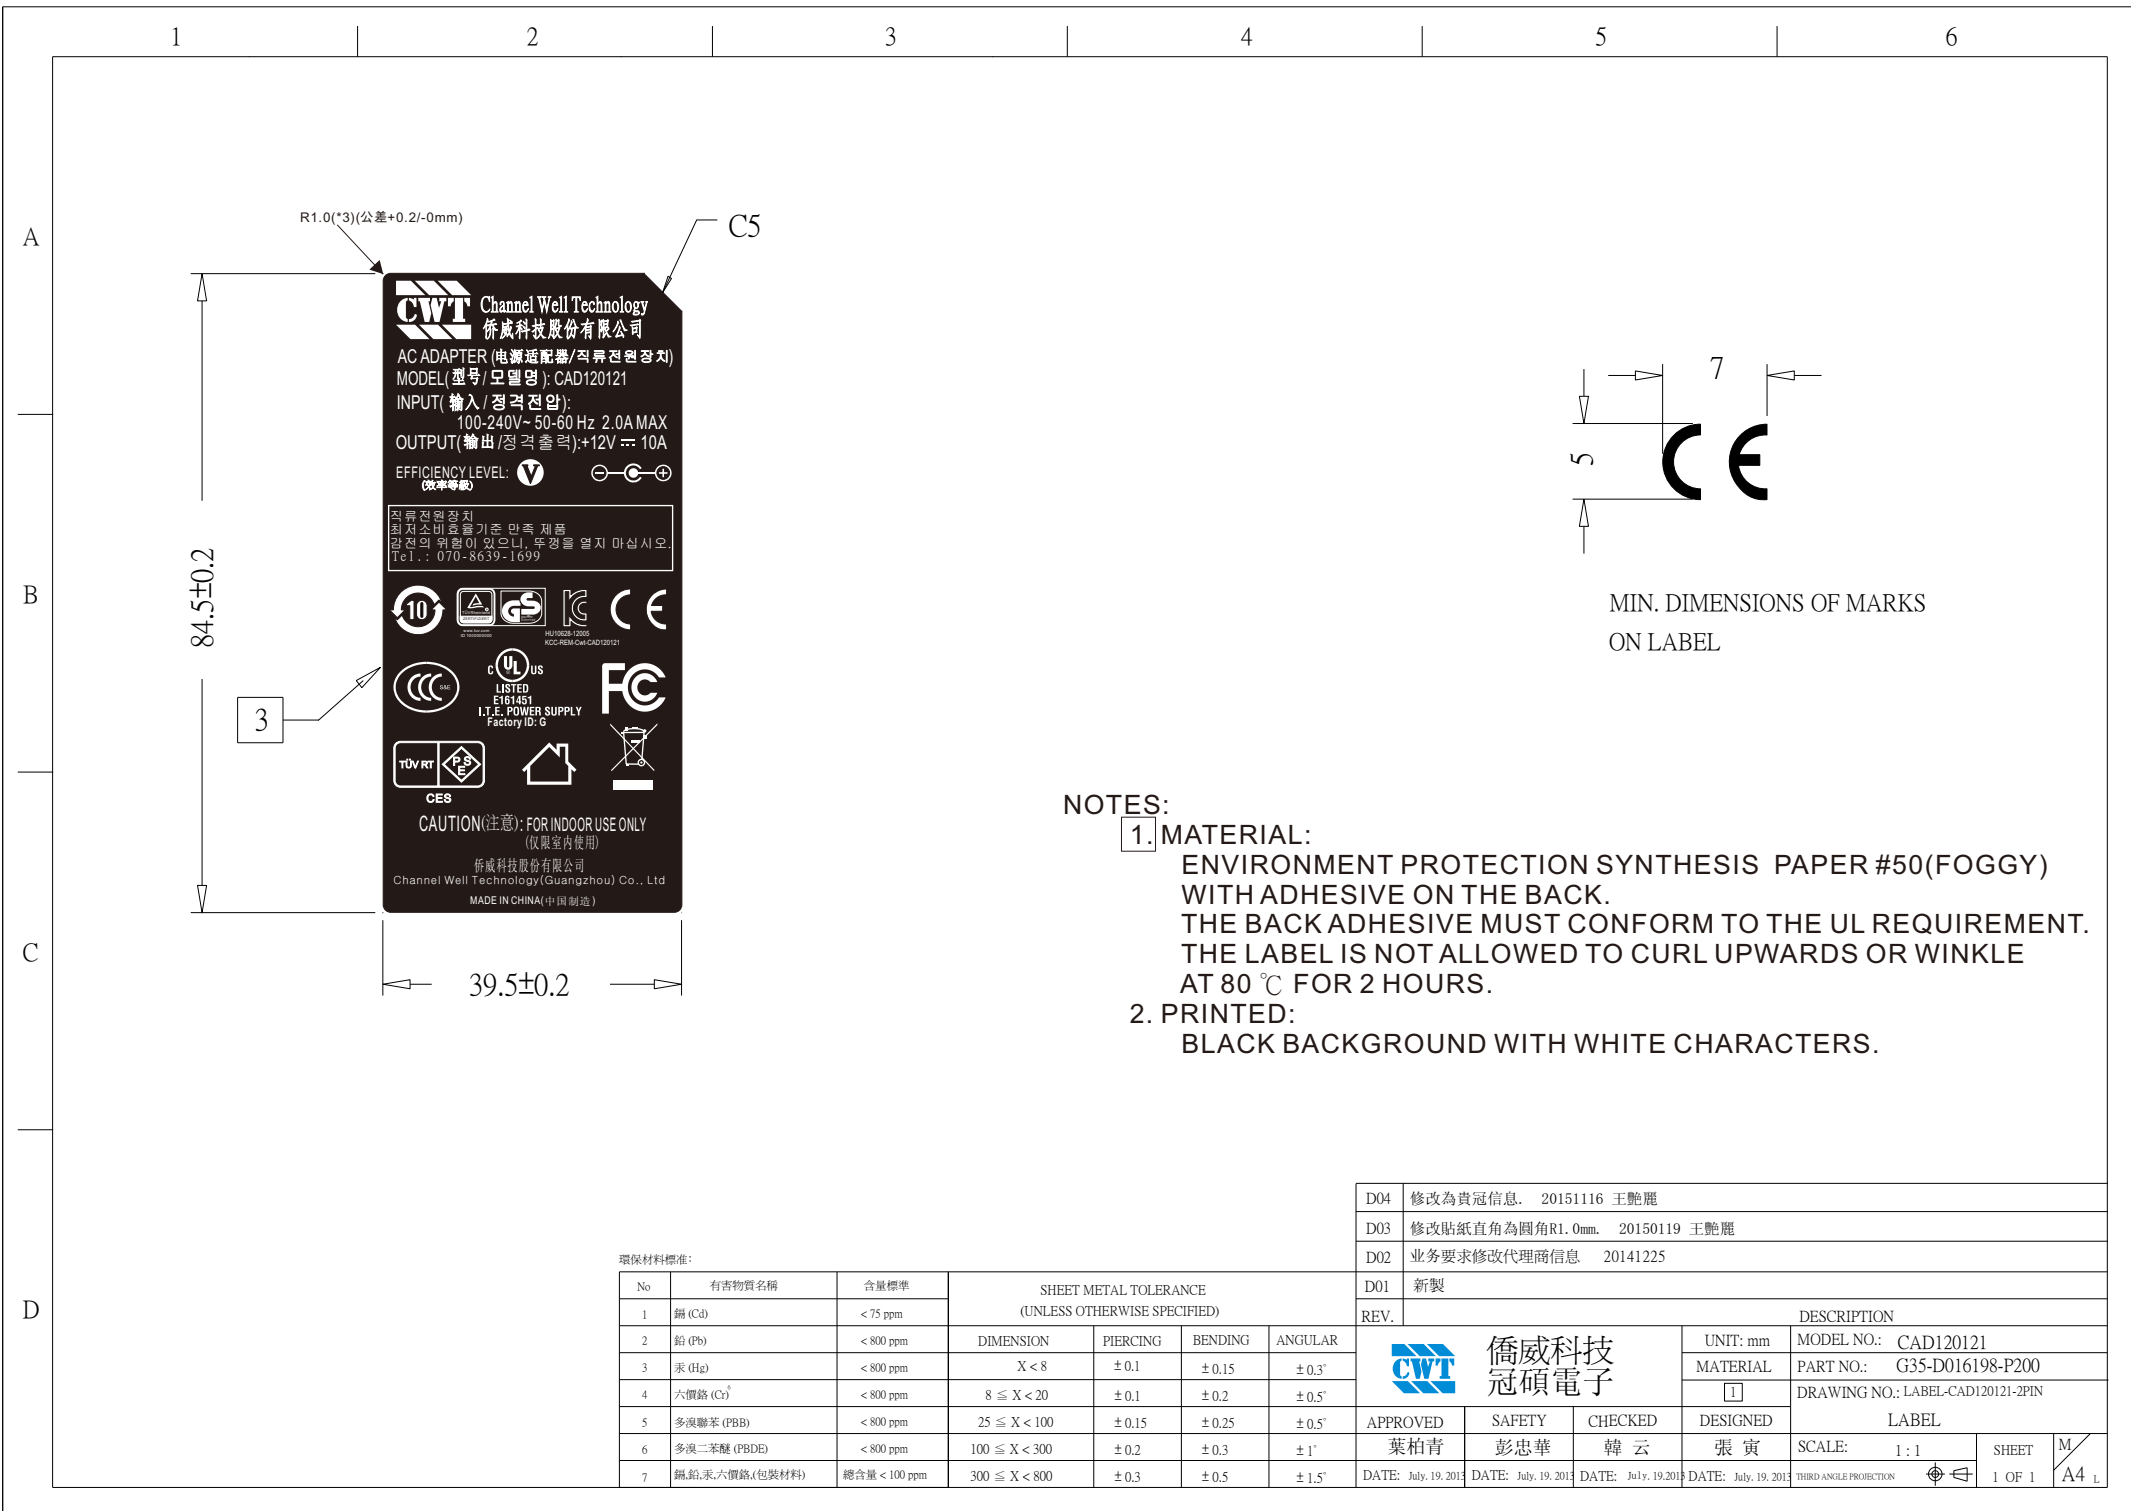 1 2 3 4 5 6
A
B
C
D
R1.0(*3)(公差+0.2/-0mm)
C5
84.5±0.2
39.5±0.2
3
CWT Channel Well Technology
侨威科技股份有限公司
AC ADAPTER (电源适配器/직류전원장치)
MODEL(型号/모델명): CAD120121
INPUT(输入/정격전압):
100-240V~ 50-60 Hz 2.0A MAX
OUTPUT(输出/정격출력):+12V ⎓ 10A
EFFICIENCY LEVEL: V
(效率等级)
직류전원장치
최저소비효율기준 만족 제품
감전의 위험이 있으니, 뚜껑을 열지 마십시오.
Tel.: 070-8639-1699
10
GS
CE
HU10628-12005
KCC-REM-Cwt-CAD120121
CCC S&E
C UL US
LISTED
E161451
I.T.E. POWER SUPPLY
Factory ID: G
FC
TÜV RT PSE
CES
CAUTION(注意): FOR INDOOR USE ONLY
(仅限室内使用)
侨威科技股份有限公司
Channel Well Technology(Guangzhou) Co., Ltd
MADE IN CHINA(中国制造)
7
5
CE
MIN. DIMENSIONS OF MARKS
ON LABEL
NOTES:
1. MATERIAL:
ENVIRONMENT PROTECTION SYNTHESIS PAPER #50(FOGGY)
WITH ADHESIVE ON THE BACK.
THE BACK ADHESIVE MUST CONFORM TO THE UL REQUIREMENT.
THE LABEL IS NOT ALLOWED TO CURL UPWARDS OR WINKLE
AT 80 ℃ FOR 2 HOURS.
2. PRINTED:
BLACK BACKGROUND WITH WHITE CHARACTERS.
環保材料標准:
No 有害物質名稱 含量標準
1 鎘 (Cd) < 75 ppm
2 鉛 (Pb) < 800 ppm
3 汞 (Hg) < 800 ppm
4 六價鉻 (Cr)⁶ < 800 ppm
5 多溴聯苯 (PBB) < 800 ppm
6 多溴二苯醚 (PBDE) < 800 ppm
7 鎘,鉛,汞,六價鉻,(包裝材料) 總含量 < 100 ppm
SHEET METAL TOLERANCE
(UNLESS OTHERWISE SPECIFIED)
DIMENSION PIERCING BENDING ANGULAR
X < 8 ± 0.1 ± 0.15 ± 0.3°
8 ≦ X < 20 ± 0.1 ± 0.2 ± 0.5°
25 ≦ X < 100 ± 0.15 ± 0.25 ± 0.5°
100 ≦ X < 300 ± 0.2 ± 0.3 ± 1°
300 ≦ X < 800 ± 0.3 ± 0.5 ± 1.5°
D04 修改為貴冠信息. 20151116 王艷麗
D03 修改貼紙直角為圓角R1.0mm. 20150119 王艷麗
D02 业务要求修改代理商信息 20141225
D01 新製
REV. DESCRIPTION
CWT 僑威科技
冠碩電子
UNIT: mm
MATERIAL
1
MODEL NO.: CAD120121
PART NO.: G35-D016198-P200
DRAWING NO.: LABEL-CAD120121-2PIN
LABEL
APPROVED SAFETY CHECKED DESIGNED
葉柏青 彭忠華 韓 云 張 寅
DATE: July. 19. 2013 DATE: July. 19. 2013 DATE: July. 19.2013 DATE: July. 19. 2013
SCALE: 1 : 1
THIRD ANGLE PROJECTION
SHEET
1 OF 1
M
A4 L